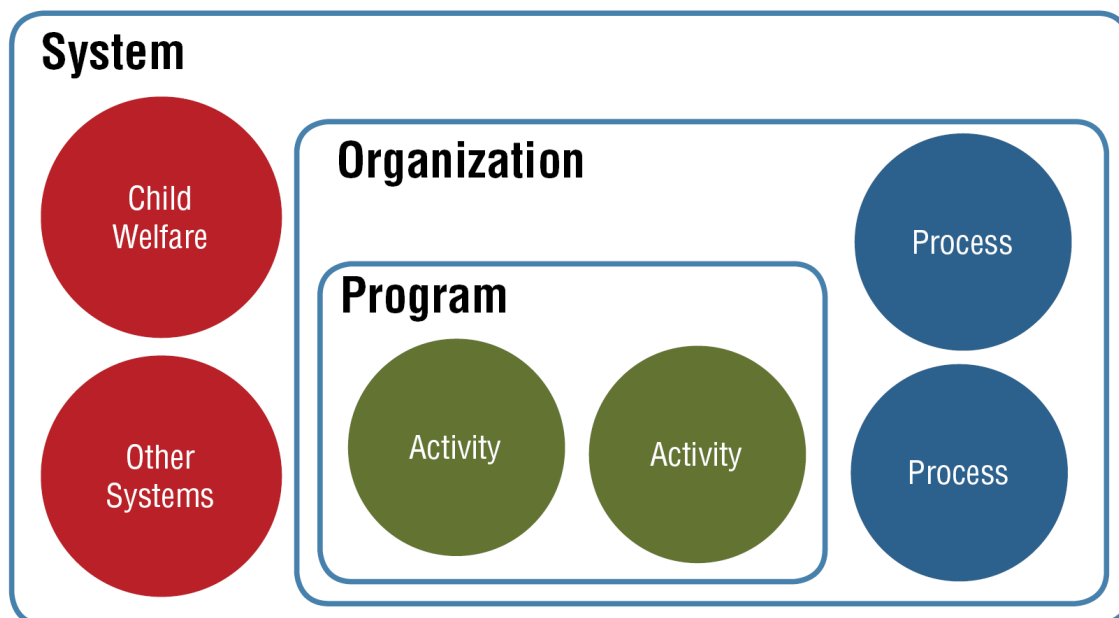 System
Child
Welfare
Organization
Process
Program
Activity
Activity
Other
Systems
Process